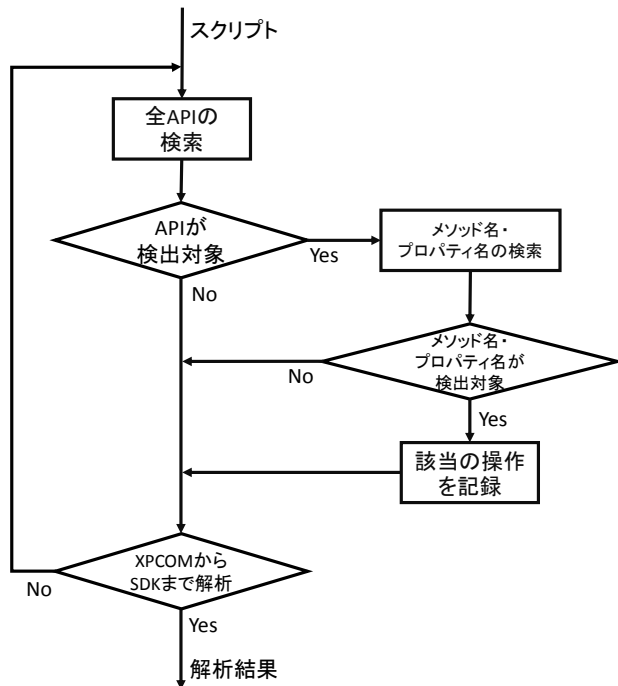 スクリプト
全APIの
検索
APIが
検出対象
Yes
メソッド名・
プロパティ名の検索
No
メソッド名・
プロパティ名が
検出対象
No
Yes
該当の操作
を記録
XPCOMから
SDKまで解析
No
Yes
解析結果